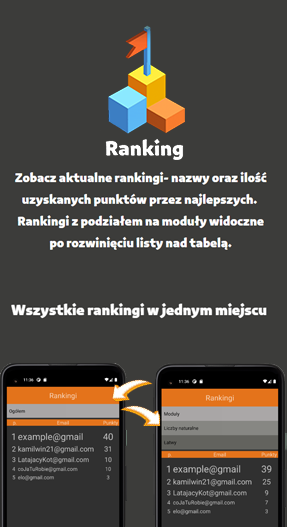 Ranking
Zobacz aktualne rankingi- nazwy oraz ilość
uzyskanych punktów przez najlepszych.
Rankingi z podziałem na moduły widoczne
po rozwinięciu listy nad tabelą.
Wszystkie rankingi w jednym miejscu
11:36
Rankingi
Ogółem
p Email Punkty
1 example@gmail 40
2 kamilwin21@gmail.com 31
3 LatajacyKot@gmail.com 10
4 coJaTuRobie@gmail.com 10
5 elo@gmail.com 3
11:36
Rankingi
Moduły
Liczby naturalne
Łatwy
p Email Punkty
1 example@gmail 39
2 kamilwin21@gmail.com 25
3 LatajacyKot@gmail.com 9
4 coJaTuRobie@gmail.com 7
5 elo@gmail.com 3